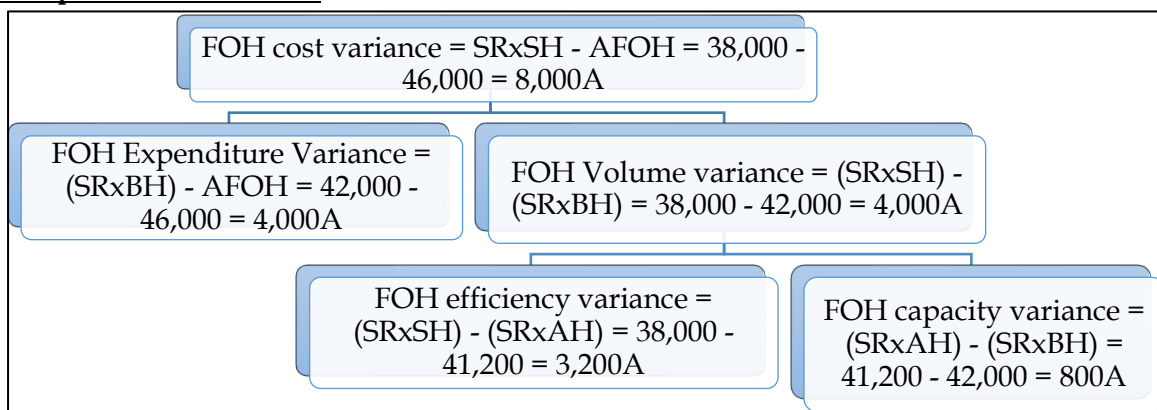 FOH cost variance = SRxSH - AFOH = 38,000 -
46,000 = 8,000A
FOH Expenditure Variance =
(SRxBH) - AFOH = 42,000 -
46,000 = 4,000A
FOH Volume variance = (SRxSH) -
(SRxBH) = 38,000 - 42,000 = 4,000A
FOH efficiency variance =
(SRxSH) - (SRxAH) = 38,000 -
41,200 = 3,200A
FOH capacity variance =
(SRxAH) - (SRxBH) =
41,200 - 42,000 = 800A